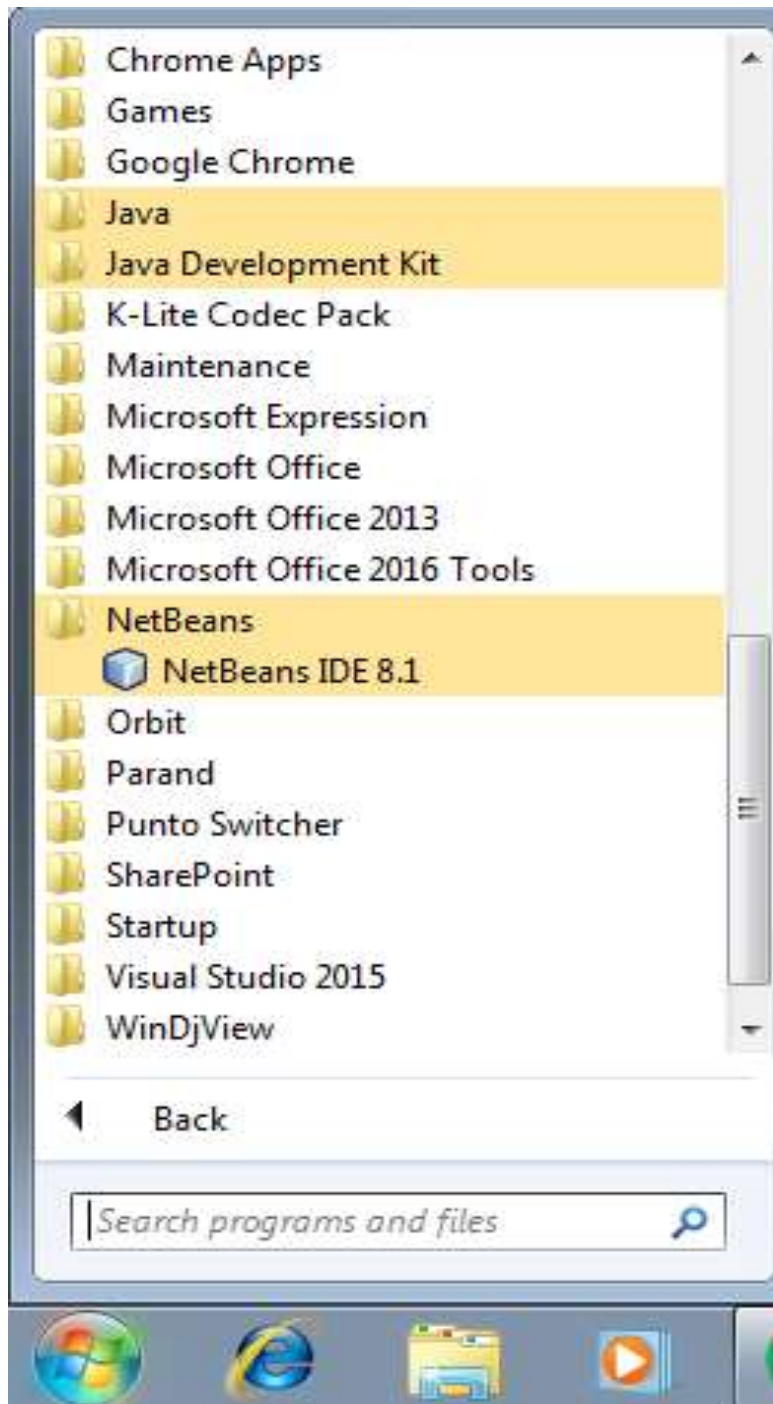 Chrome Apps
Games
Google Chrome
Java
Java Development Kit
K-Lite Codec Pack
Maintenance
Microsoft Expression
Microsoft Office
Microsoft Office 2013
Microsoft Office 2016 Tools
NetBeans
NetBeans IDE 8.1
Orbit
Parand
Punto Switcher
SharePoint
Startup
Visual Studio 2015
WinDjView
Back
Search programs and files